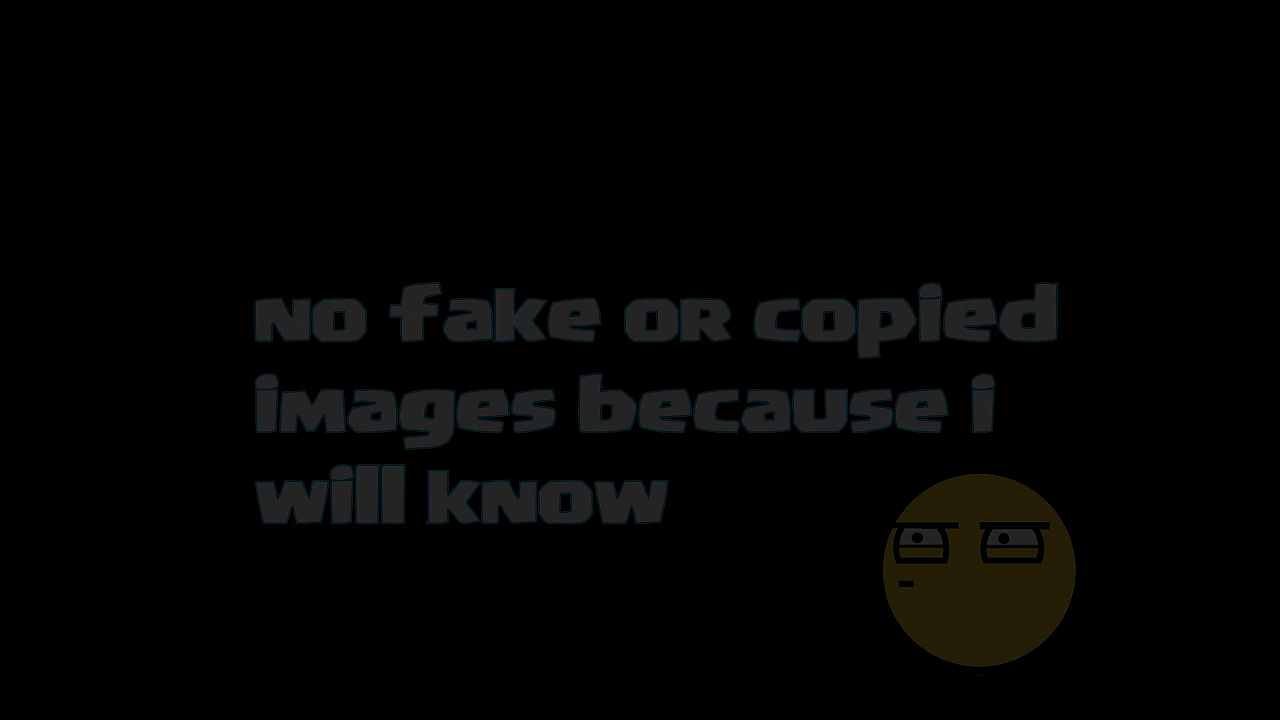 no fake or copied
images because i
will know